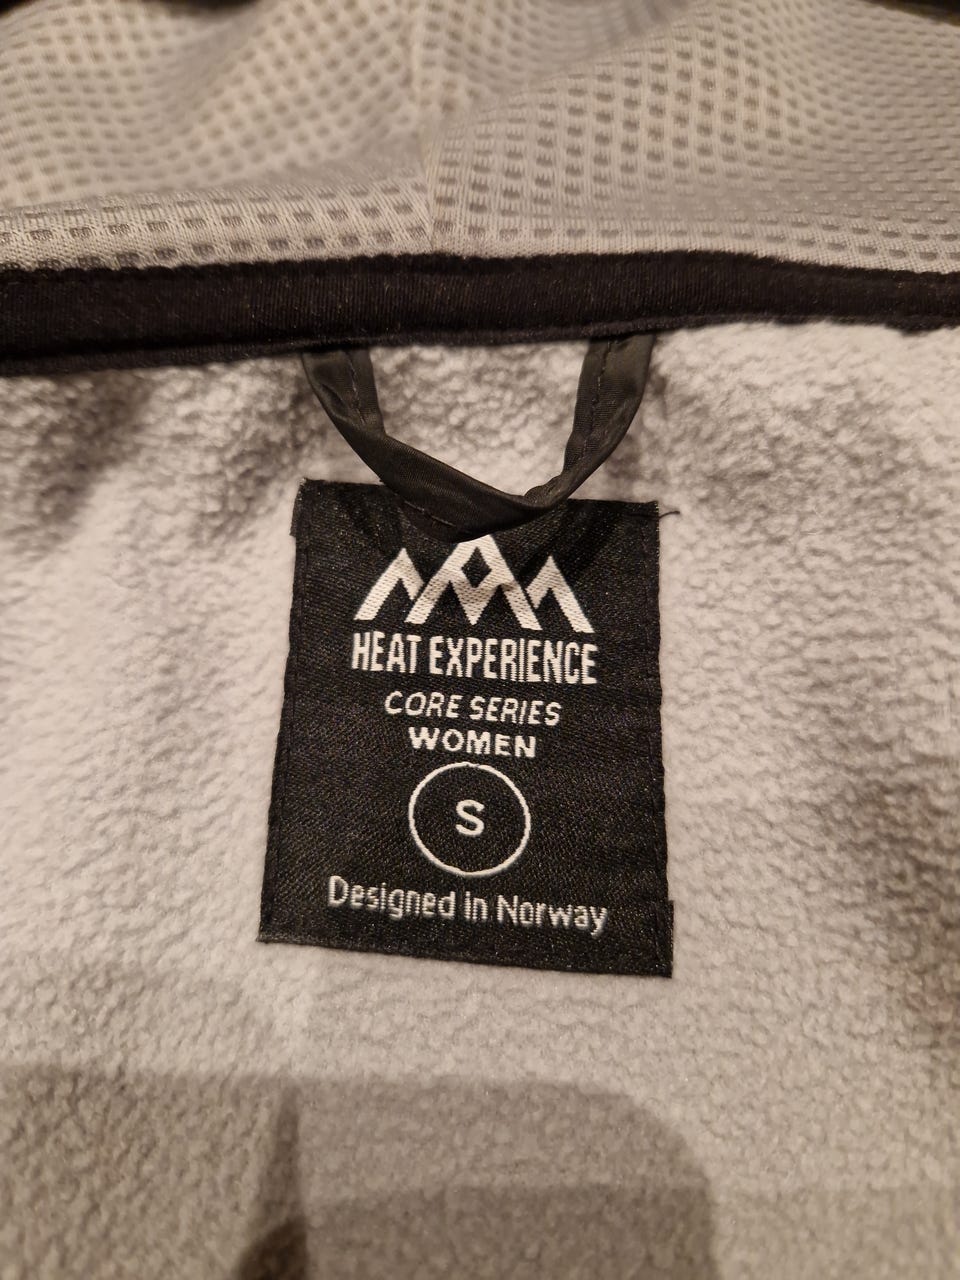 HEAT EXPERIENCE
CORE SERIES
WOMEN
S
Designed in Norway